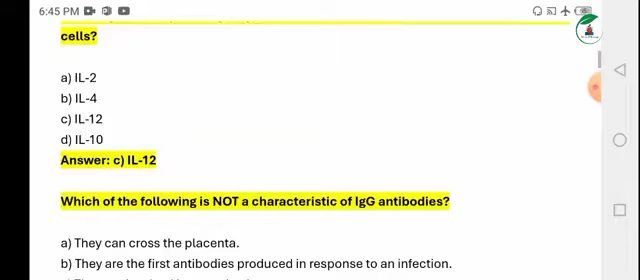 6:45 PM
cells?
a) IL-2
b) IL-4
c) IL-12
d) IL-10
Answer: c) IL-12
Which of the following is NOT a characteristic of IgG antibodies?
a) They can cross the placenta.
b) They are the first antibodies produced in response to an infection.